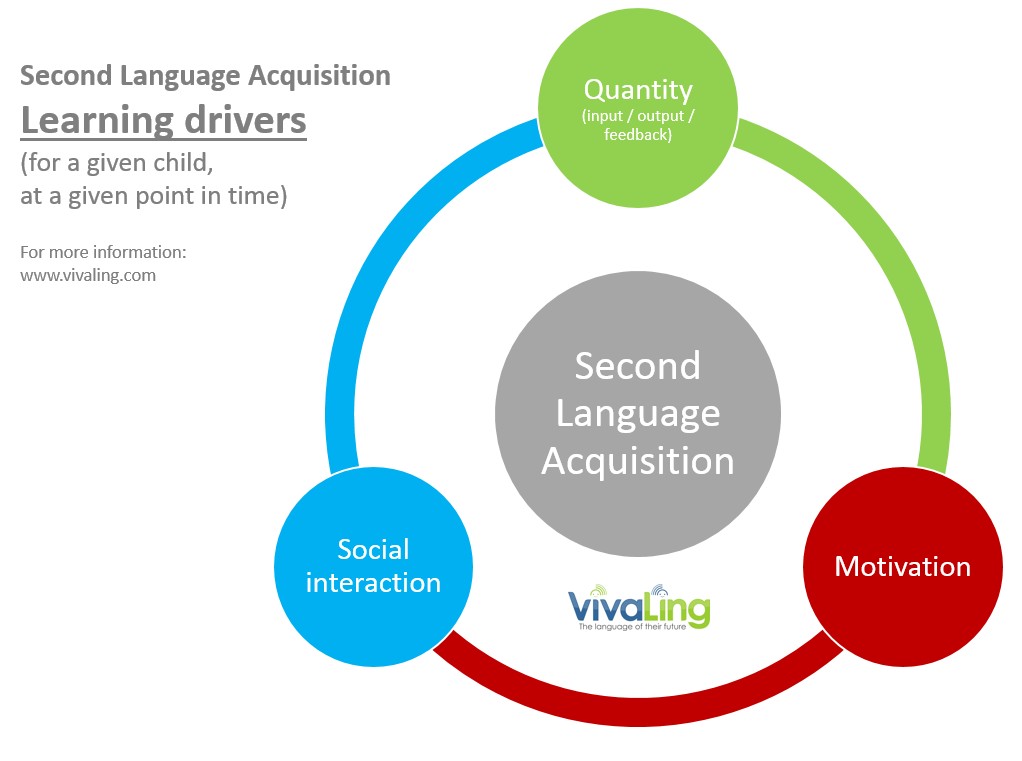 Second Language Acquisition
Learning drivers
(for a given child,
at a given point in time)
For more information:
www.vivaling.com
Quantity
(input / output /
feedback)
Second
Language
Acquisition
Social
interaction
Motivation
VivaLing
The language of their future